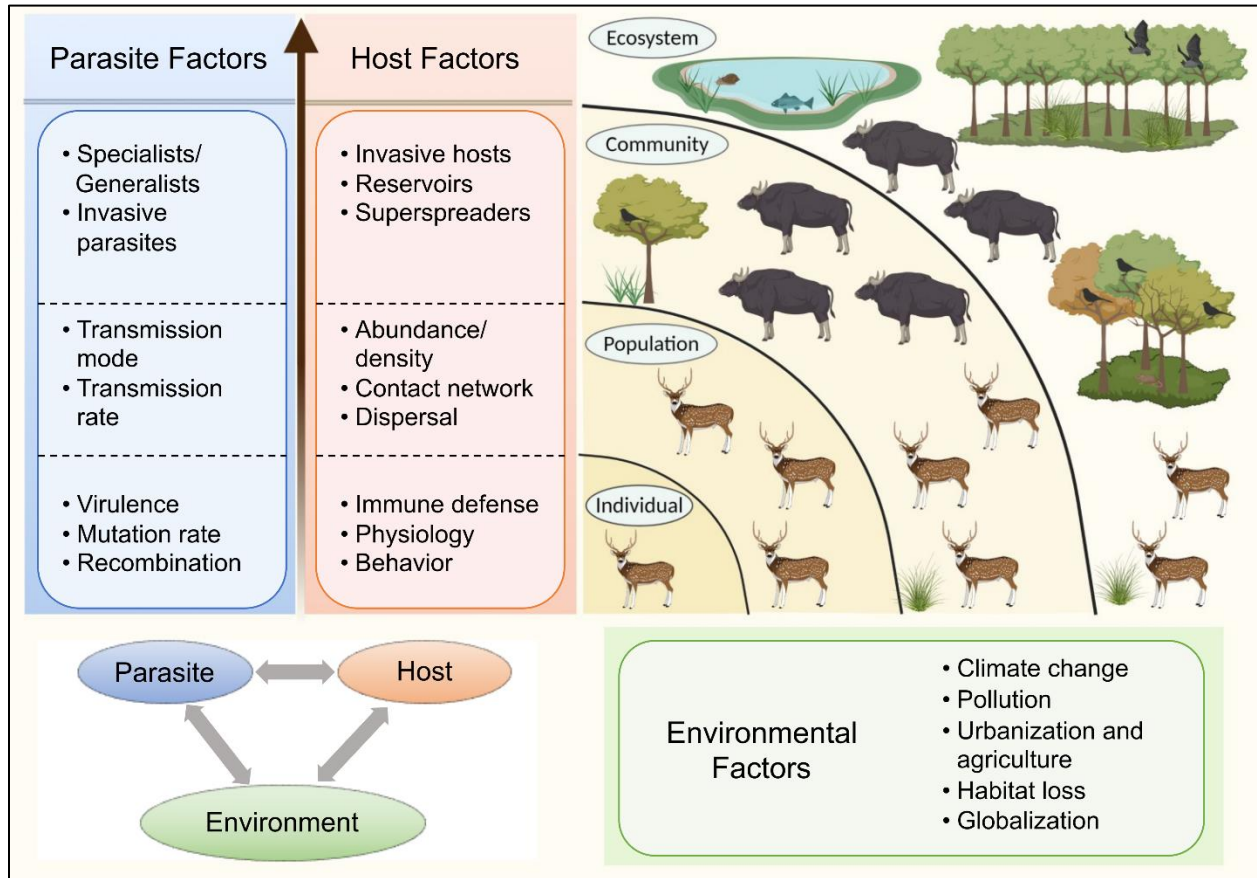 Parasite Factors
Host Factors
• Specialists/
Generalists
• Invasive
parasites
• Invasive hosts
• Reservoirs
• Superspreaders
• Transmission
mode
• Transmission
rate
• Abundance/
density
• Contact network
• Dispersal
• Virulence
• Mutation rate
• Recombination
• Immune defense
• Physiology
• Behavior
Ecosystem
Community
Population
Individual
Parasite
Host
Environment
Environmental
Factors
• Climate change
• Pollution
• Urbanization and
agriculture
• Habitat loss
• Globalization